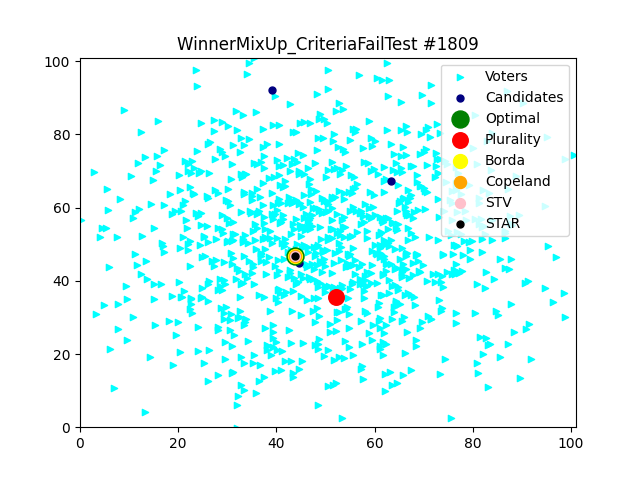 WinnerMixUp_CriteriaFailTest #1809
100
80
60
40
20
0
0
20
40
60
80
100
Voters
Candidates
Optimal
Plurality
Borda
Copeland
STV
STAR